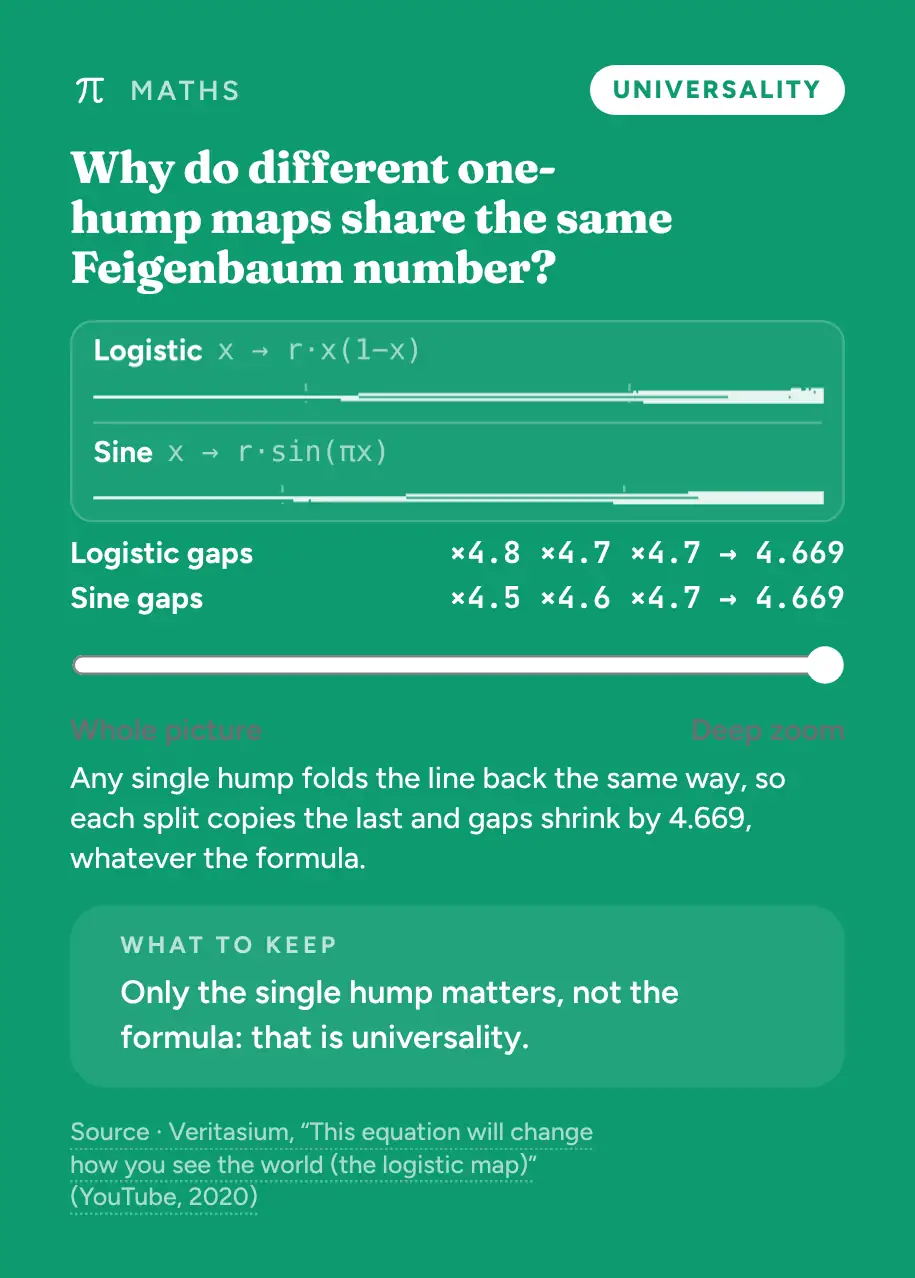 π MATHS
UNIVERSALITY
Why do different one-
hump maps share the same
Feigenbaum number?
Logistic x → r·x(1−x)
Sine x → r·sin(πx)
Logistic gaps ×4.8 ×4.7 ×4.7 → 4.669
Sine gaps ×4.5 ×4.6 ×4.7 → 4.669
Whole picture Deep zoom
Any single hump folds the line back the same way, so
each split copies the last and gaps shrink by 4.669,
whatever the formula.
WHAT TO KEEP
Only the single hump matters, not the
formula: that is universality.
Source · Veritasium, “This equation will change
how you see the world (the logistic map)”
(YouTube, 2020)